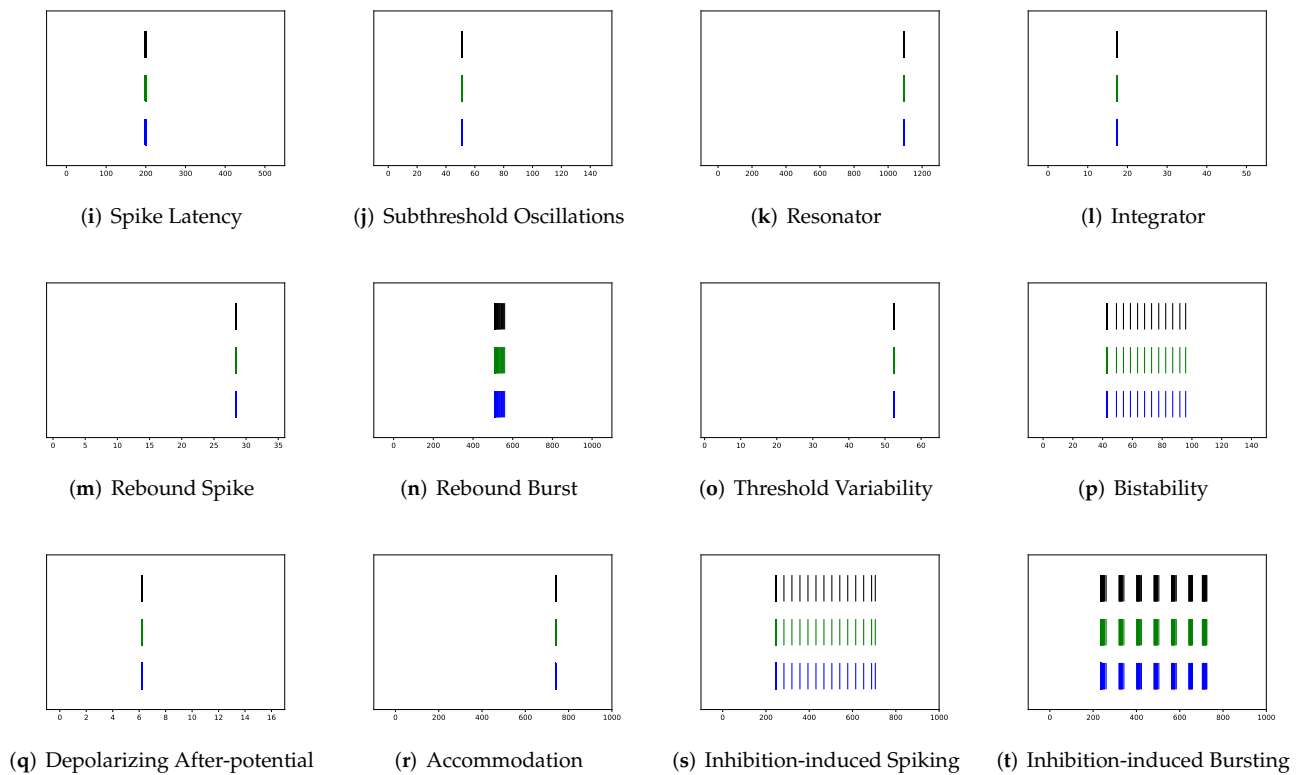 0 100 200 300 400 500
0 20 40 60 80 100 120 140
0 200 400 600 800 1000 1200
0 10 20 30 40 50
(i) Spike Latency
(j) Subthreshold Oscillations
(k) Resonator
(l) Integrator
0 5 10 15 20 25 30 35
0 200 400 600 800 1000
0 10 20 30 40 50 60
0 20 40 60 80 100 120 140
(m) Rebound Spike
(n) Rebound Burst
(o) Threshold Variability
(p) Bistability
0 2 4 6 8 10 12 14 16
0 200 400 600 800 1000
0 200 400 600 800 1000
0 200 400 600 800 1000
(q) Depolarizing After-potential
(r) Accommodation
(s) Inhibition-induced Spiking
(t) Inhibition-induced Bursting